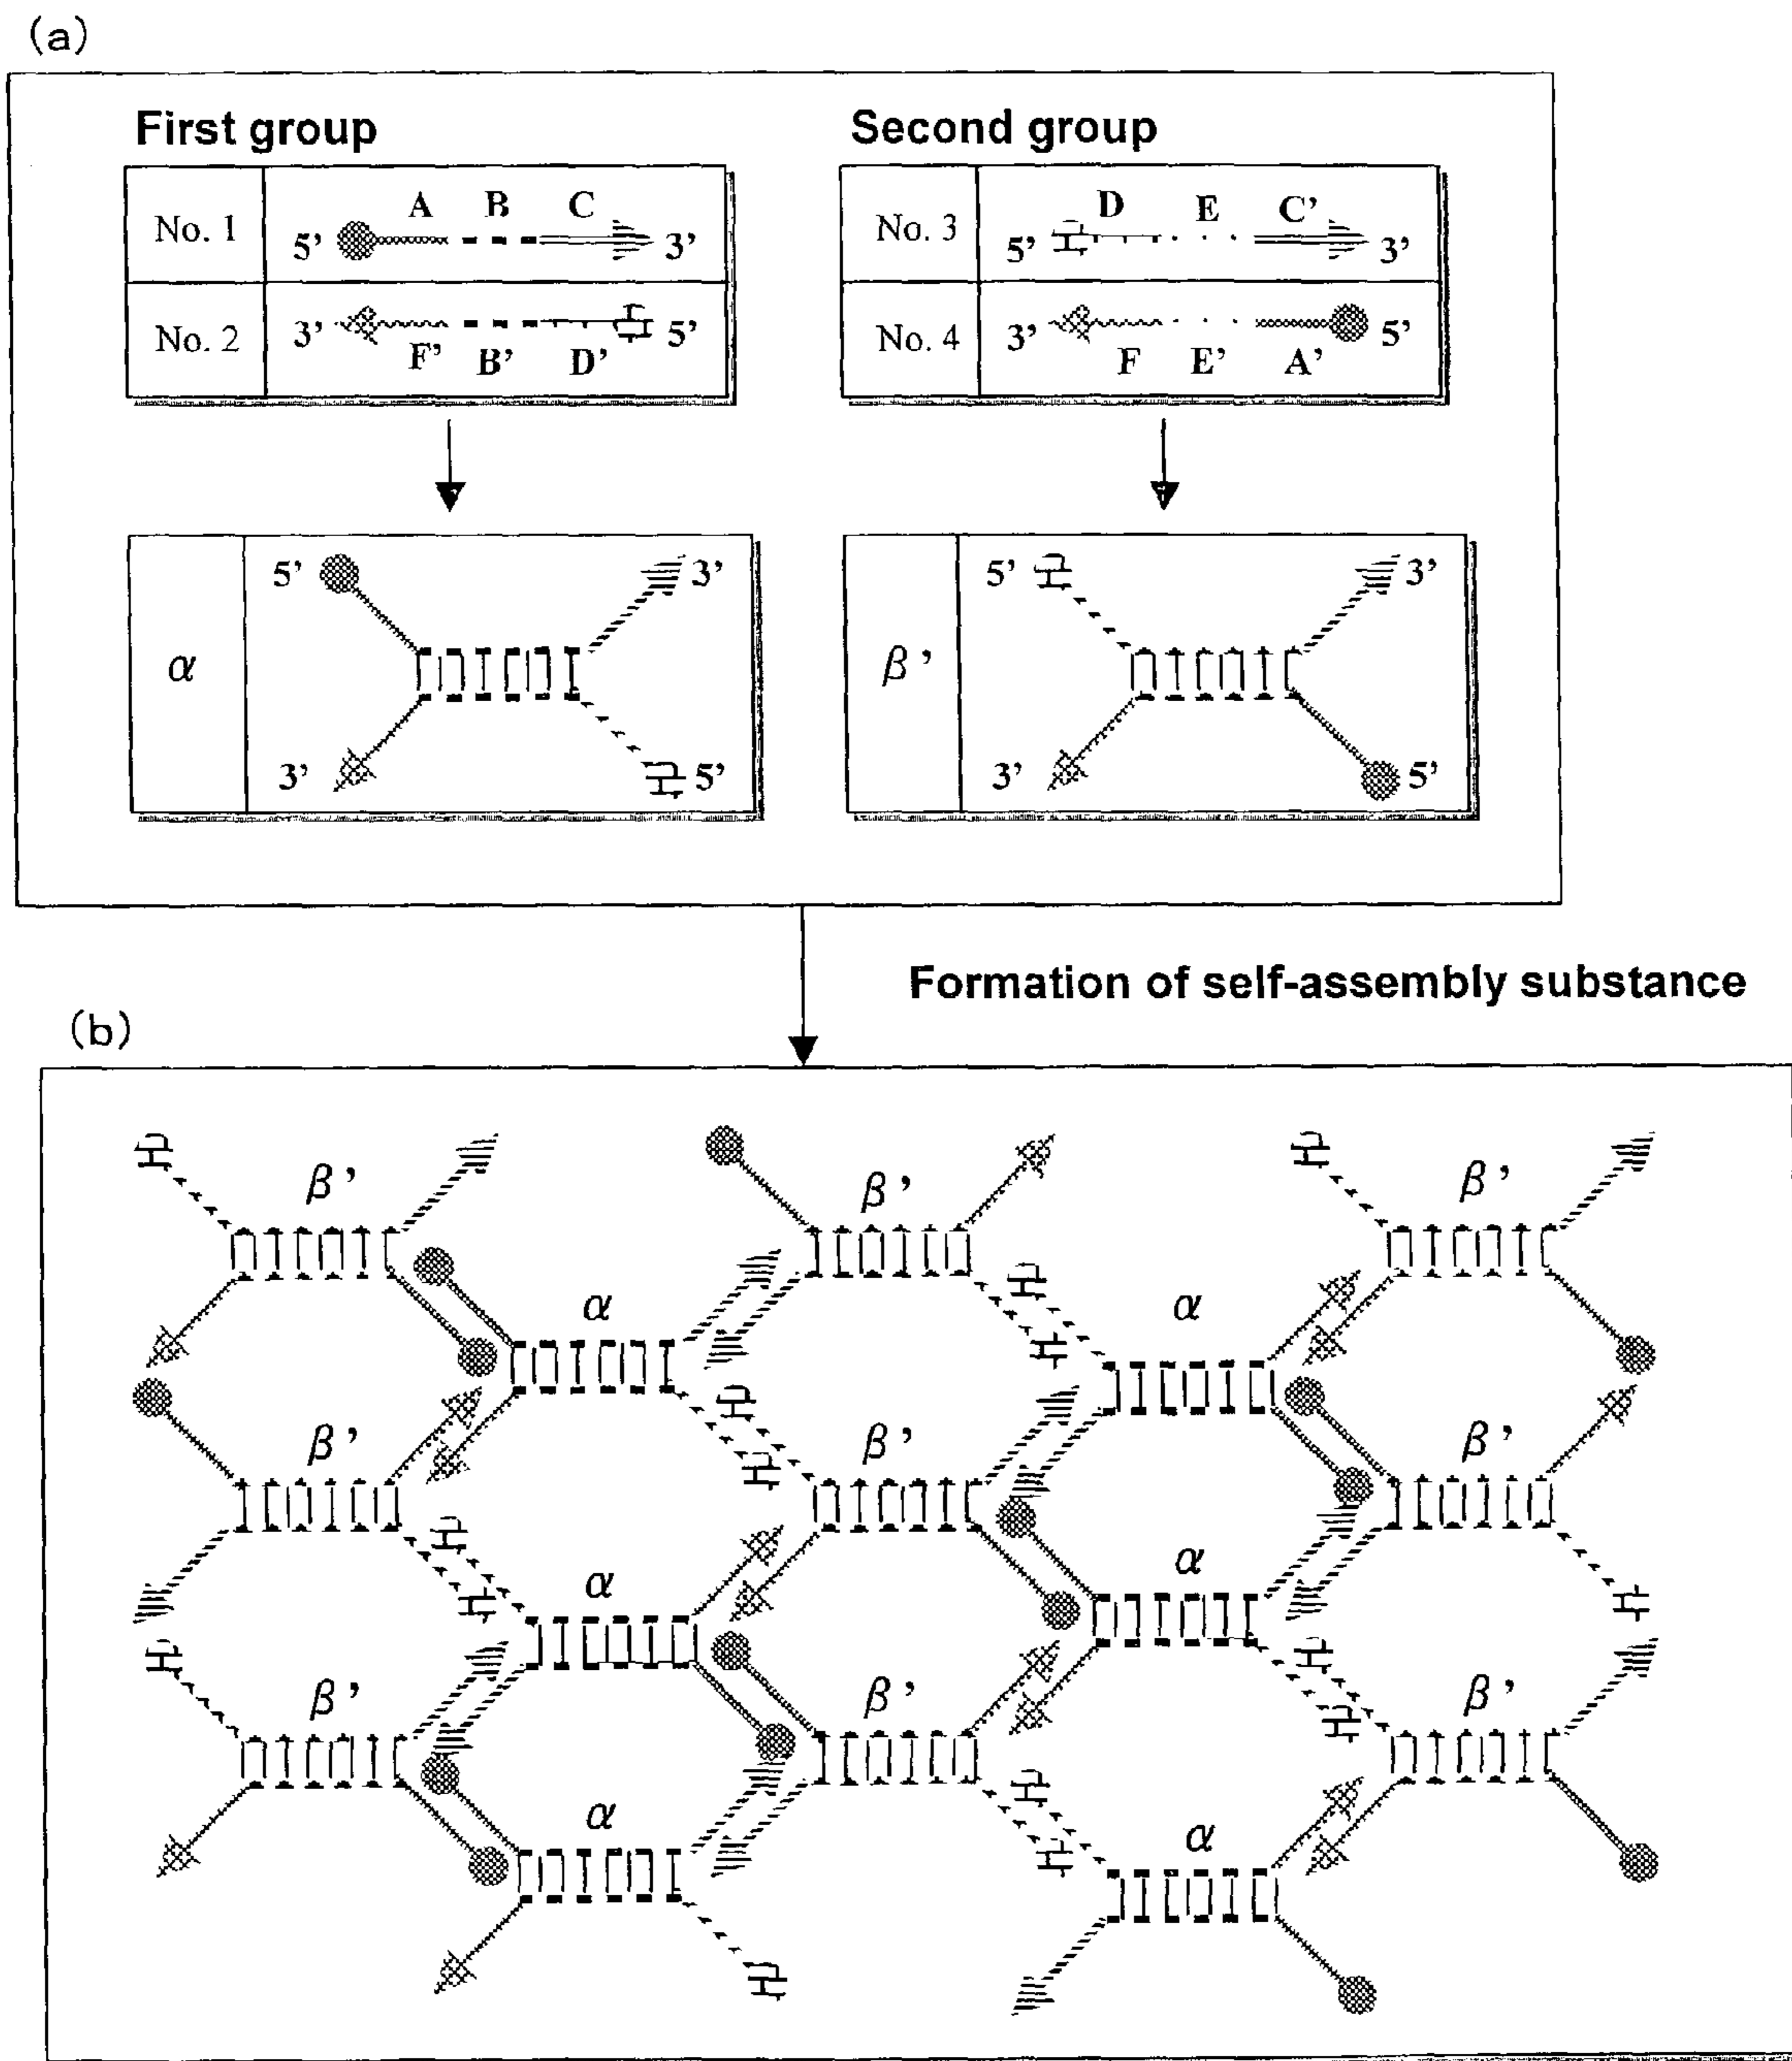 (a)
First group Second group
No. 1 A B C 5' 3' No. 3 D E C' 5' 3'
No. 2 3' 5' F' B' D' No. 4 3' 5' F E' A'
5' 3' 5' 3'
α β'
3' 5' 3' 5'
Formation of self-assembly substance
(b)
β' β' β'
α α
β' β' β'
α α
β' β' β'
α α